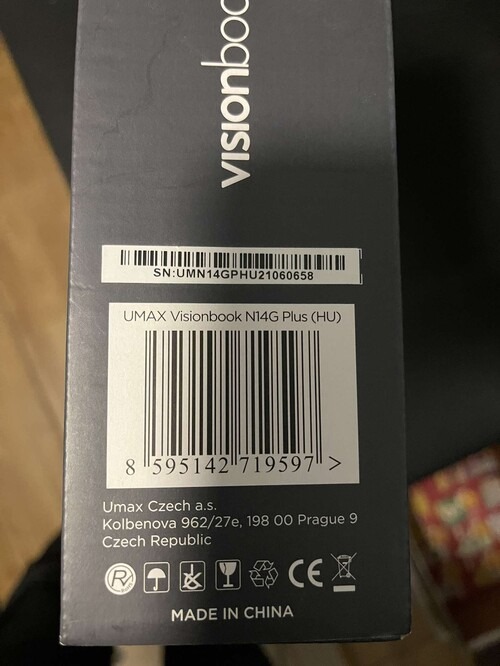 visionboo
SN:UMN14GPHU21060658
UMAX Visionbook N14G Plus (HU)
8 595142 719597 >
Umax Czech a.s.
Kolbenova 962/27e, 198 00 Prague 9
Czech Republic
CE
MADE IN CHINA